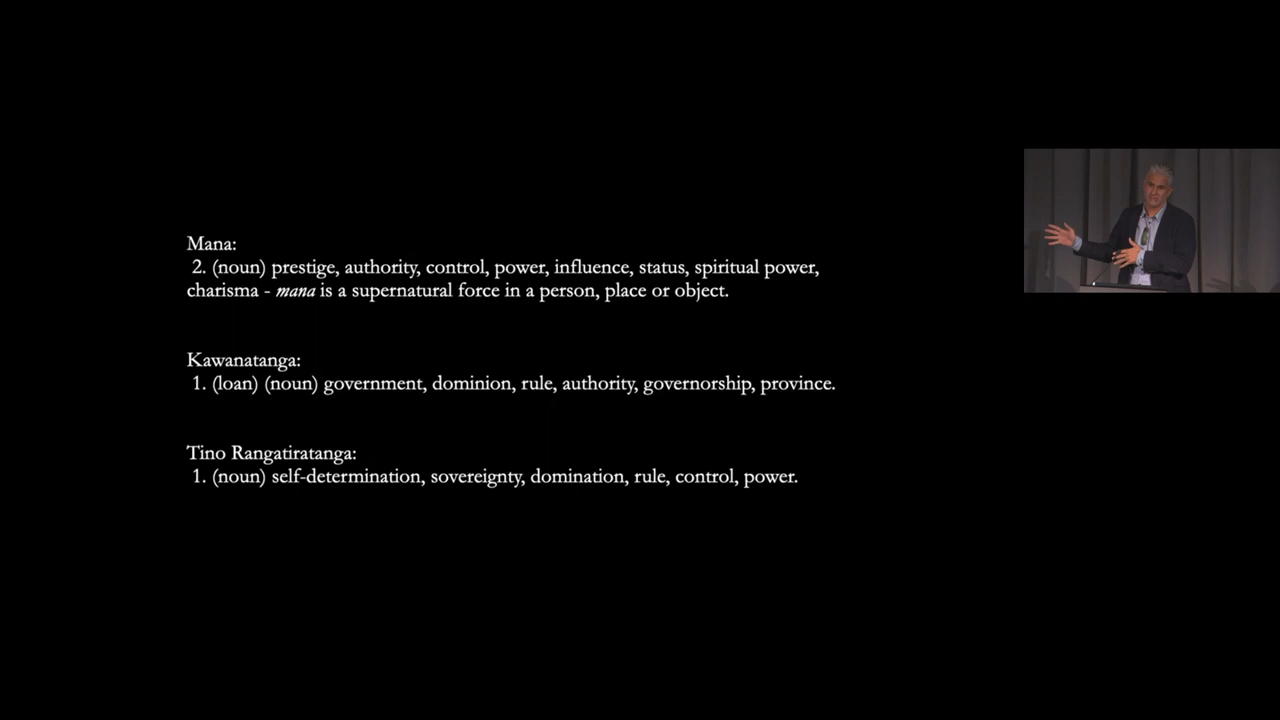 Mana:
2. (noun) prestige, authority, control, power, influence, status, spiritual power,
charisma - mana is a supernatural force in a person, place or object.
Kawanatanga:
1. (loan) (noun) government, dominion, rule, authority, governorship, province.
Tino Rangatiratanga:
1. (noun) self-determination, sovereignty, domination, rule, control, power.